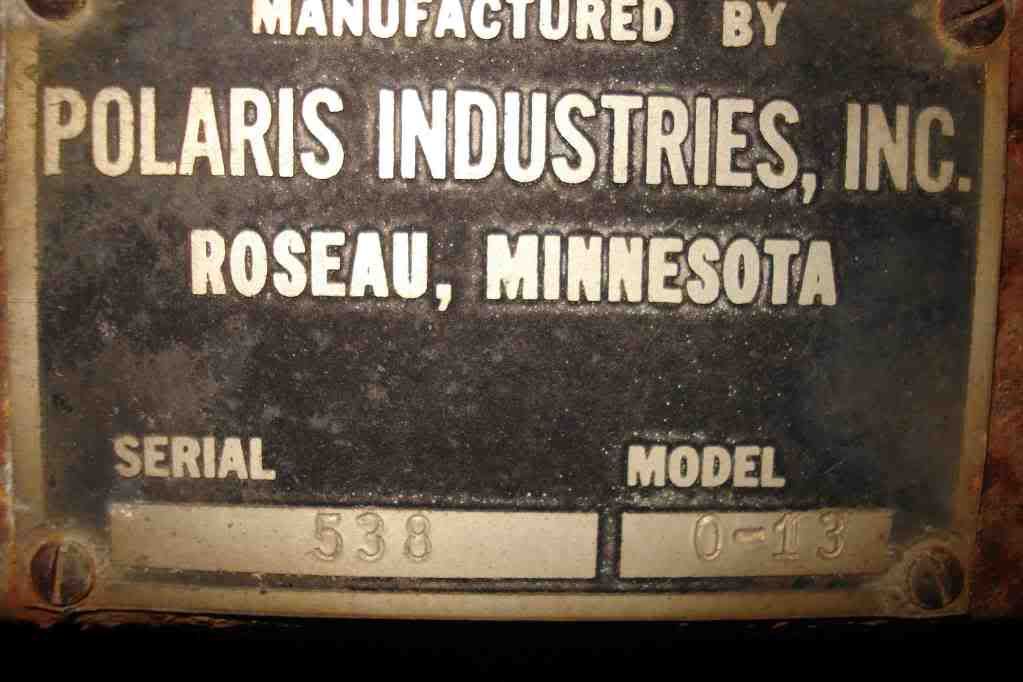 MANUFACTURED BY
POLARIS INDUSTRIES, INC.
ROSEAU, MINNESOTA
SERIAL MODEL
538 0-13